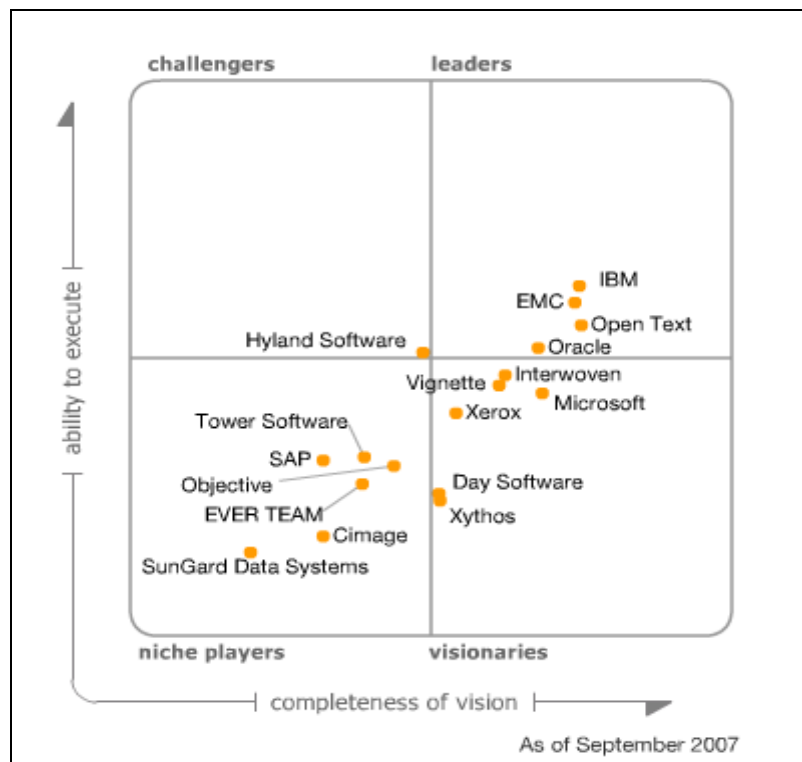 challengers
leaders
ability to execute
IBM
EMC
Open Text
Hyland Software
Oracle
Interwoven
Vignette
Microsoft
Xerox
Tower Software
SAP
Objective
Day Software
EVER TEAM
Xythos
Cimage
SunGard Data Systems
niche players
visionaries
completeness of vision
As of September 2007